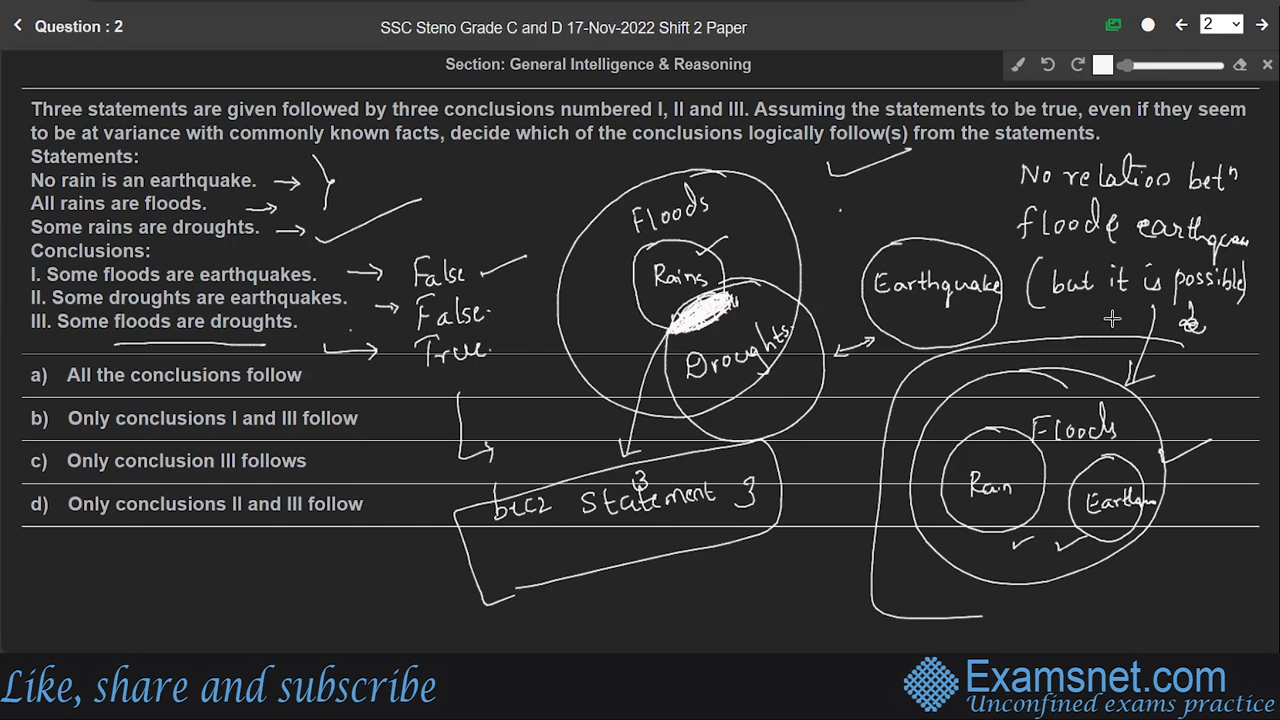 Question : 2
SSC Steno Grade C and D 17-Nov-2022 Shift 2 Paper
2
Section: General Intelligence & Reasoning
Three statements are given followed by three conclusions numbered I, II and III. Assuming the statements to be true, even if they seem
to be at variance with commonly known facts, decide which of the conclusions logically follow(s) from the statements.
Statements:
No rain is an earthquake.
All rains are floods.
Some rains are droughts.
Conclusions:
I. Some floods are earthquakes.
II. Some droughts are earthquakes.
III. Some floods are droughts.
False
False.
True.
Floods
Rains
Droughts.
Earthquake
No relation betn
flood &
(but it is possible)
Floods
Rain
a) All the conclusions follow
b) Only conclusions I and III follow
c) Only conclusion III follows
d) Only conclusions II and III follow
Statement 3
Like, share and subscribe
Examsnet.com
Unconfined exams practice